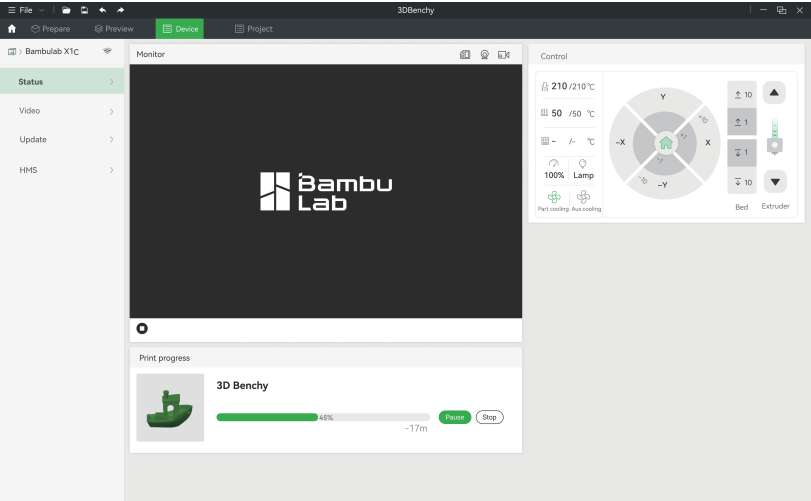 File
3DBenchy
Prepare
Preview
Device
Project
Bambulab X1C
Status
Video
Update
HMS
Monitor
Bambu
Lab
Print progress
3D Benchy
45%
-17m
Pause
Stop
Control
210 /210 °C
50 /50 °C
- /- °C
100%
Lamp
Part cooling
Aux.cooling
Y
+10
+1
-X
X
-1
-10
-Y
10
1
1
10
Bed
Extruder